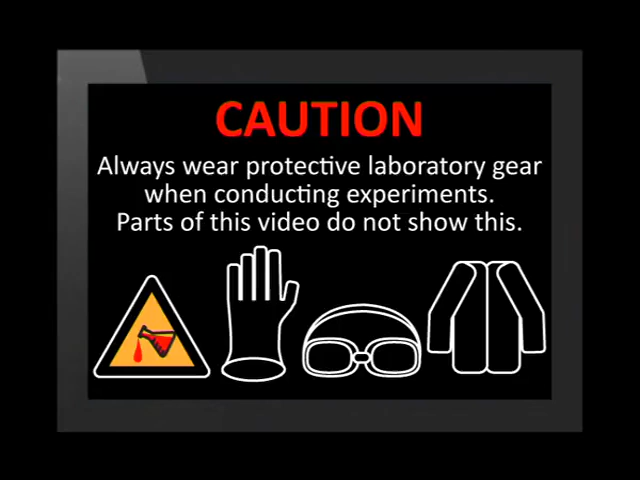 CAUTION
Always wear protective laboratory gear
when conducting experiments.
Parts of this video do not show this.